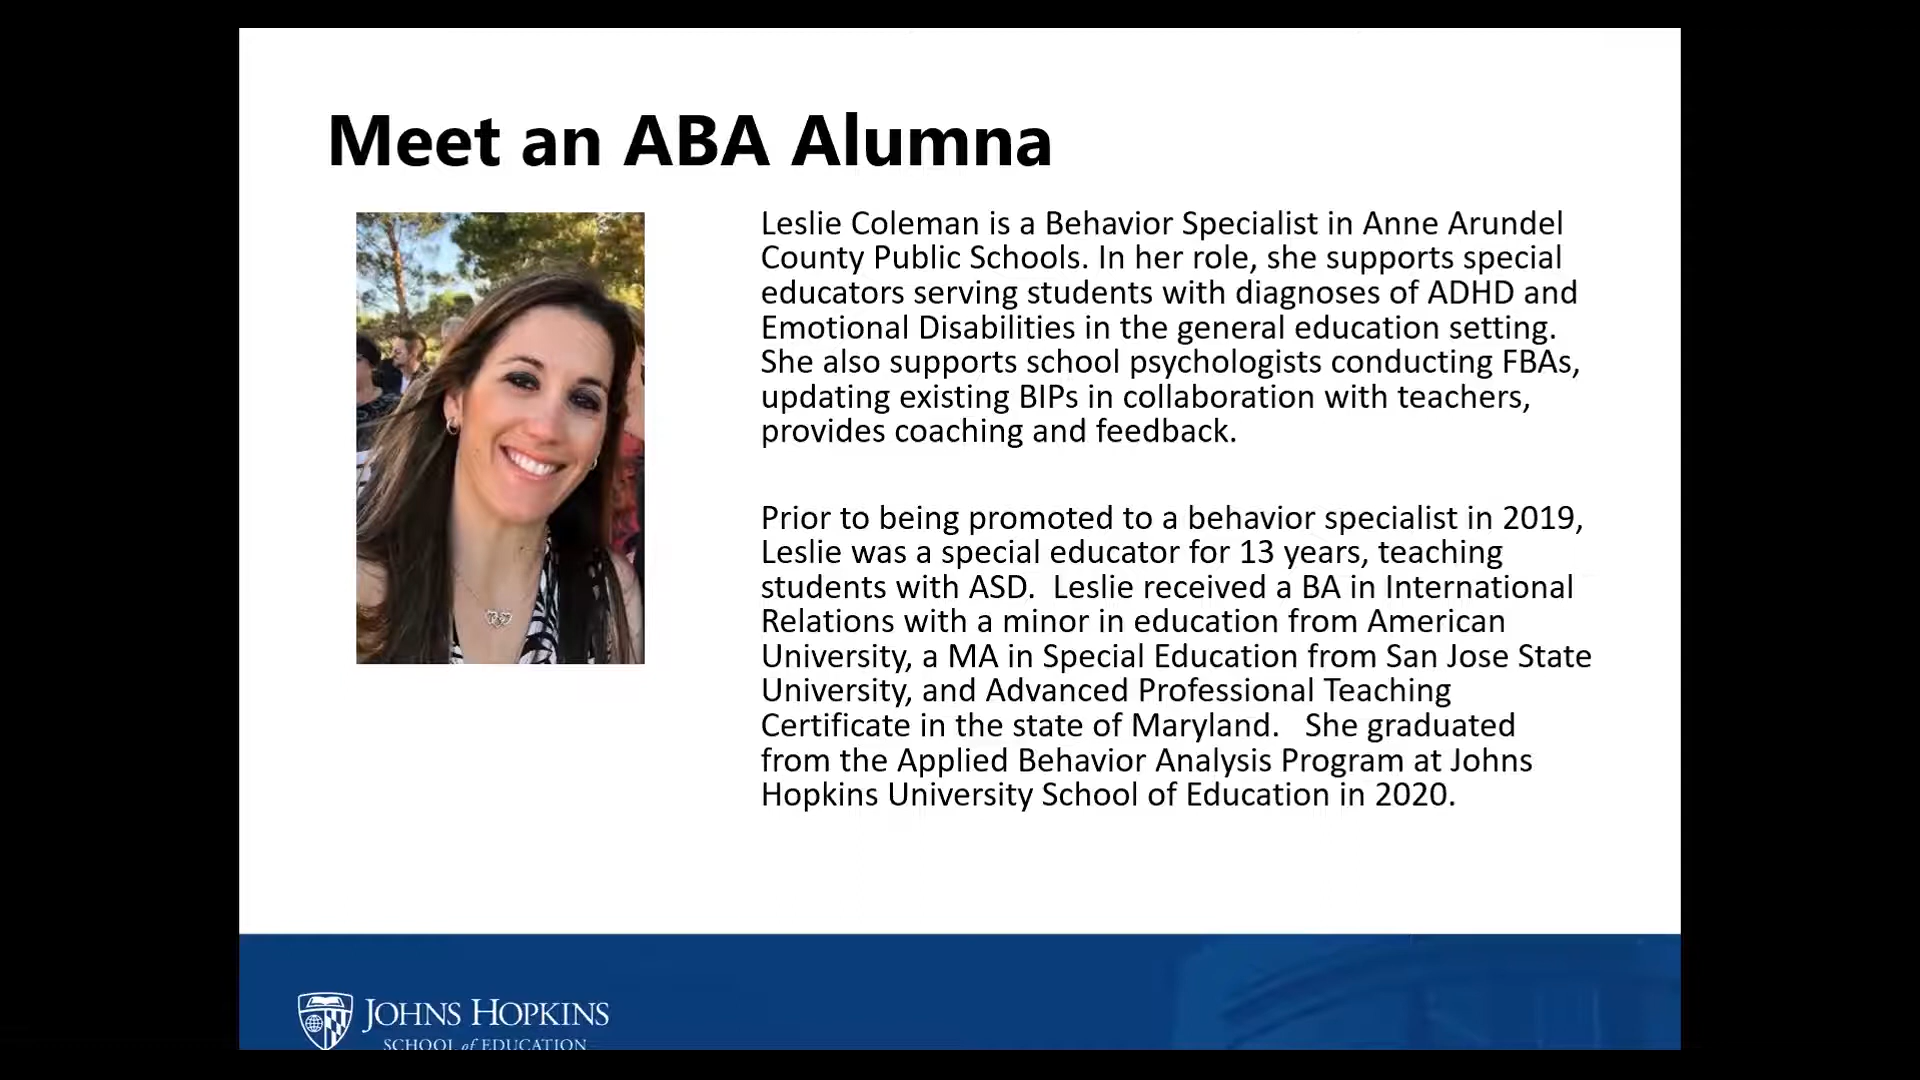 Meet an ABA Alumna
Leslie Coleman is a Behavior Specialist in Anne Arundel
County Public Schools. In her role, she supports special
educators serving students with diagnoses of ADHD and
Emotional Disabilities in the general education setting.
She also supports school psychologists conducting FBAs,
updating existing BIPs in collaboration with teachers,
provides coaching and feedback.
Prior to being promoted to a behavior specialist in 2019,
Leslie was a special educator for 13 years, teaching
students with ASD.  Leslie received a BA in International
Relations with a minor in education from American
University, a MA in Special Education from San Jose State
University, and Advanced Professional Teaching
Certificate in the state of Maryland.   She graduated
from the Applied Behavior Analysis Program at Johns
Hopkins University School of Education in 2020.
JOHNS HOPKINS
SCHOOL of EDUCATION